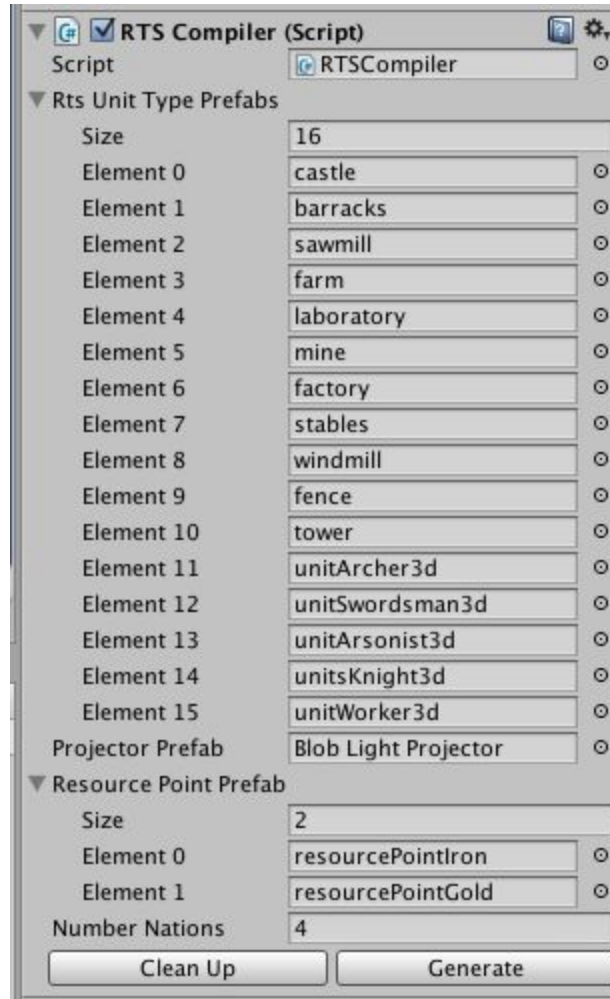 RTS Compiler (Script)
Script RTSCompiler
Rts Unit Type Prefabs
Size 16
Element 0 castle
Element 1 barracks
Element 2 sawmill
Element 3 farm
Element 4 laboratory
Element 5 mine
Element 6 factory
Element 7 stables
Element 8 windmill
Element 9 fence
Element 10 tower
Element 11 unitArcher3d
Element 12 unitSwordsman3d
Element 13 unitArsonist3d
Element 14 unitsKnight3d
Element 15 unitWorker3d
Projector Prefab Blob Light Projector
Resource Point Prefab
Size 2
Element 0 resourcePointIron
Element 1 resourcePointGold
Number Nations 4
Clean Up Generate